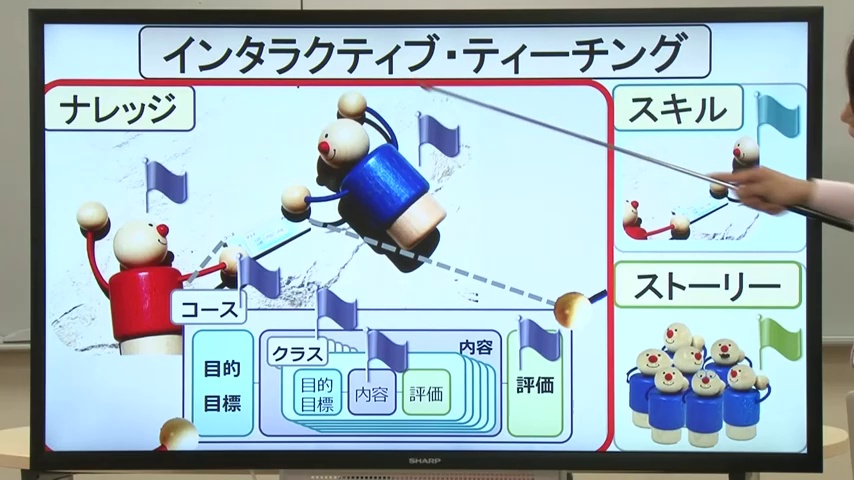 インタラクティブ・ティーチング
ナレッジ
スキル
ストーリー
コース
目的
目標
クラス
内容
目的
目標
内容
評価
評価
SHARP